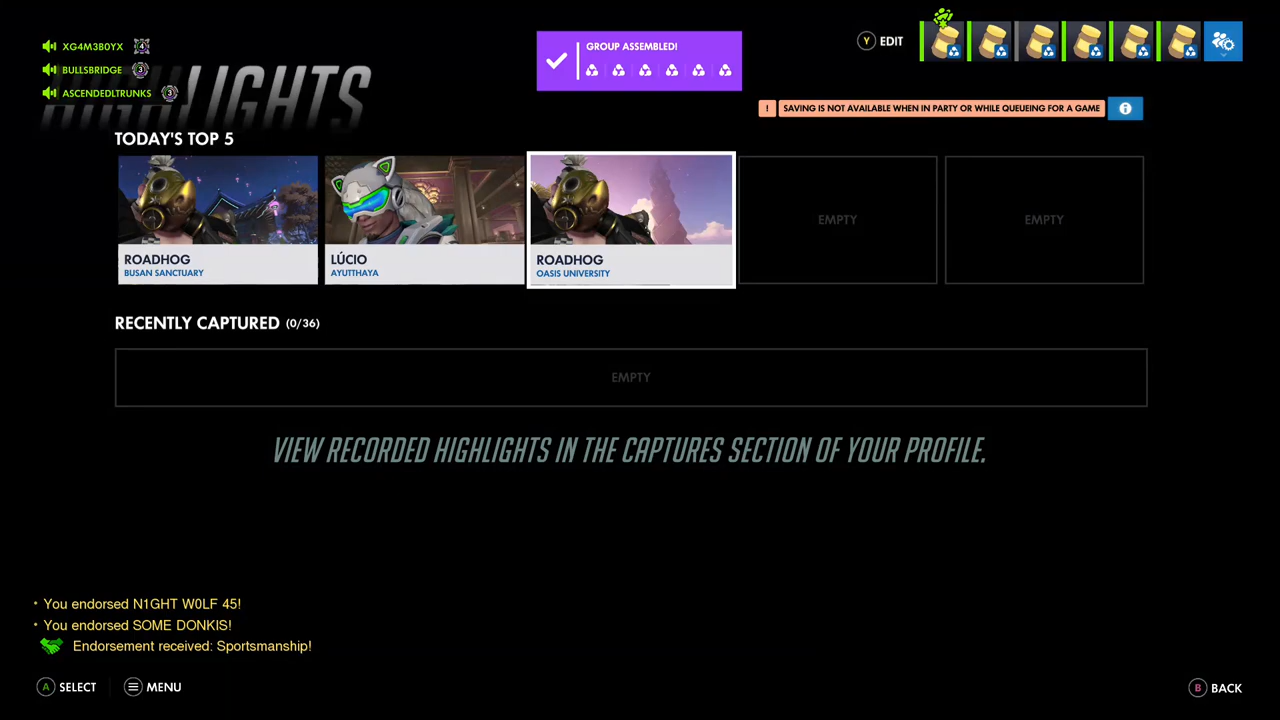 XG4M3B0YX 4
BULLSBRIDGE 3
ASCENDEDLTRUNKS 3
HIGHLIGHTS
GROUP ASSEMBLED!
Y EDIT
! SAVING IS NOT AVAILABLE WHEN IN PARTY OR WHILE QUEUEING FOR A GAME i
TODAY'S TOP 5
ROADHOG
BUSAN SANCTUARY
LÚCIO
AYUTTHAYA
ROADHOG
OASIS UNIVERSITY
EMPTY
EMPTY
RECENTLY CAPTURED (0/36)
EMPTY
VIEW RECORDED HIGHLIGHTS IN THE CAPTURES SECTION OF YOUR PROFILE.
• You endorsed N1GHT W0LF 45!
• You endorsed SOME DONKIS!
Endorsement received: Sportsmanship!
A SELECT
MENU
B BACK